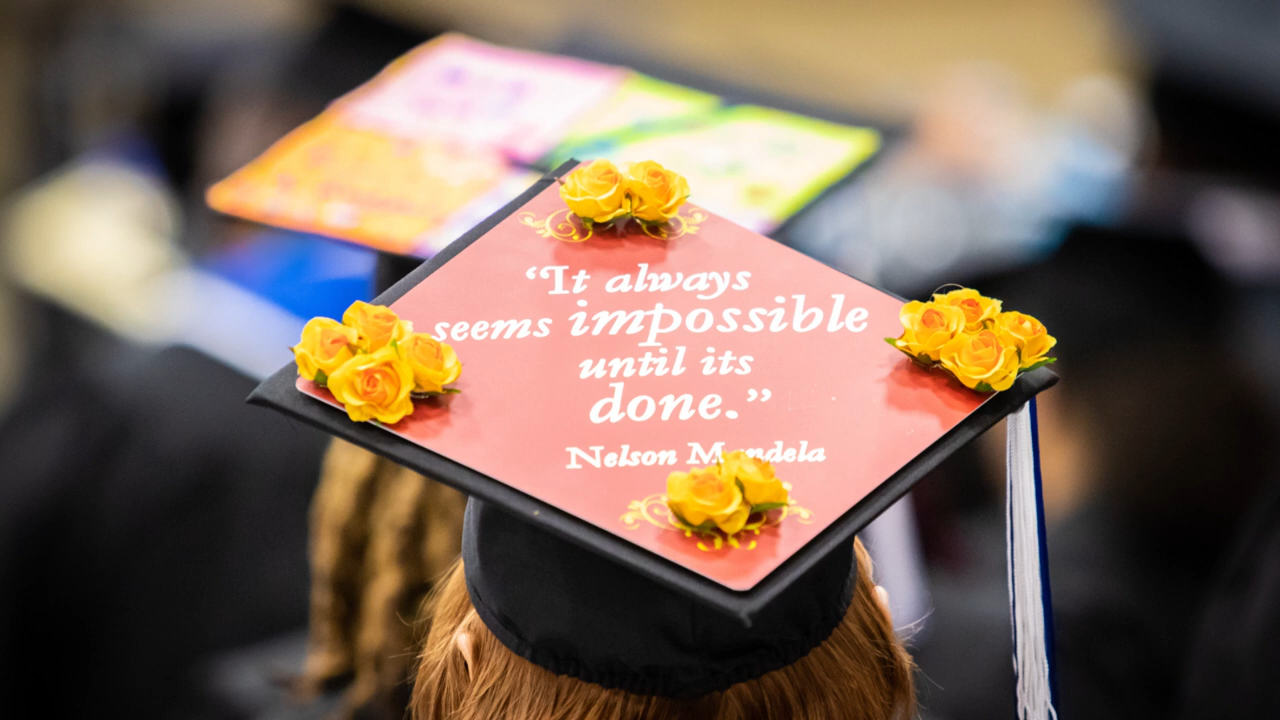 “It always
seems impossible
until its
done.”
Nelson Mandela